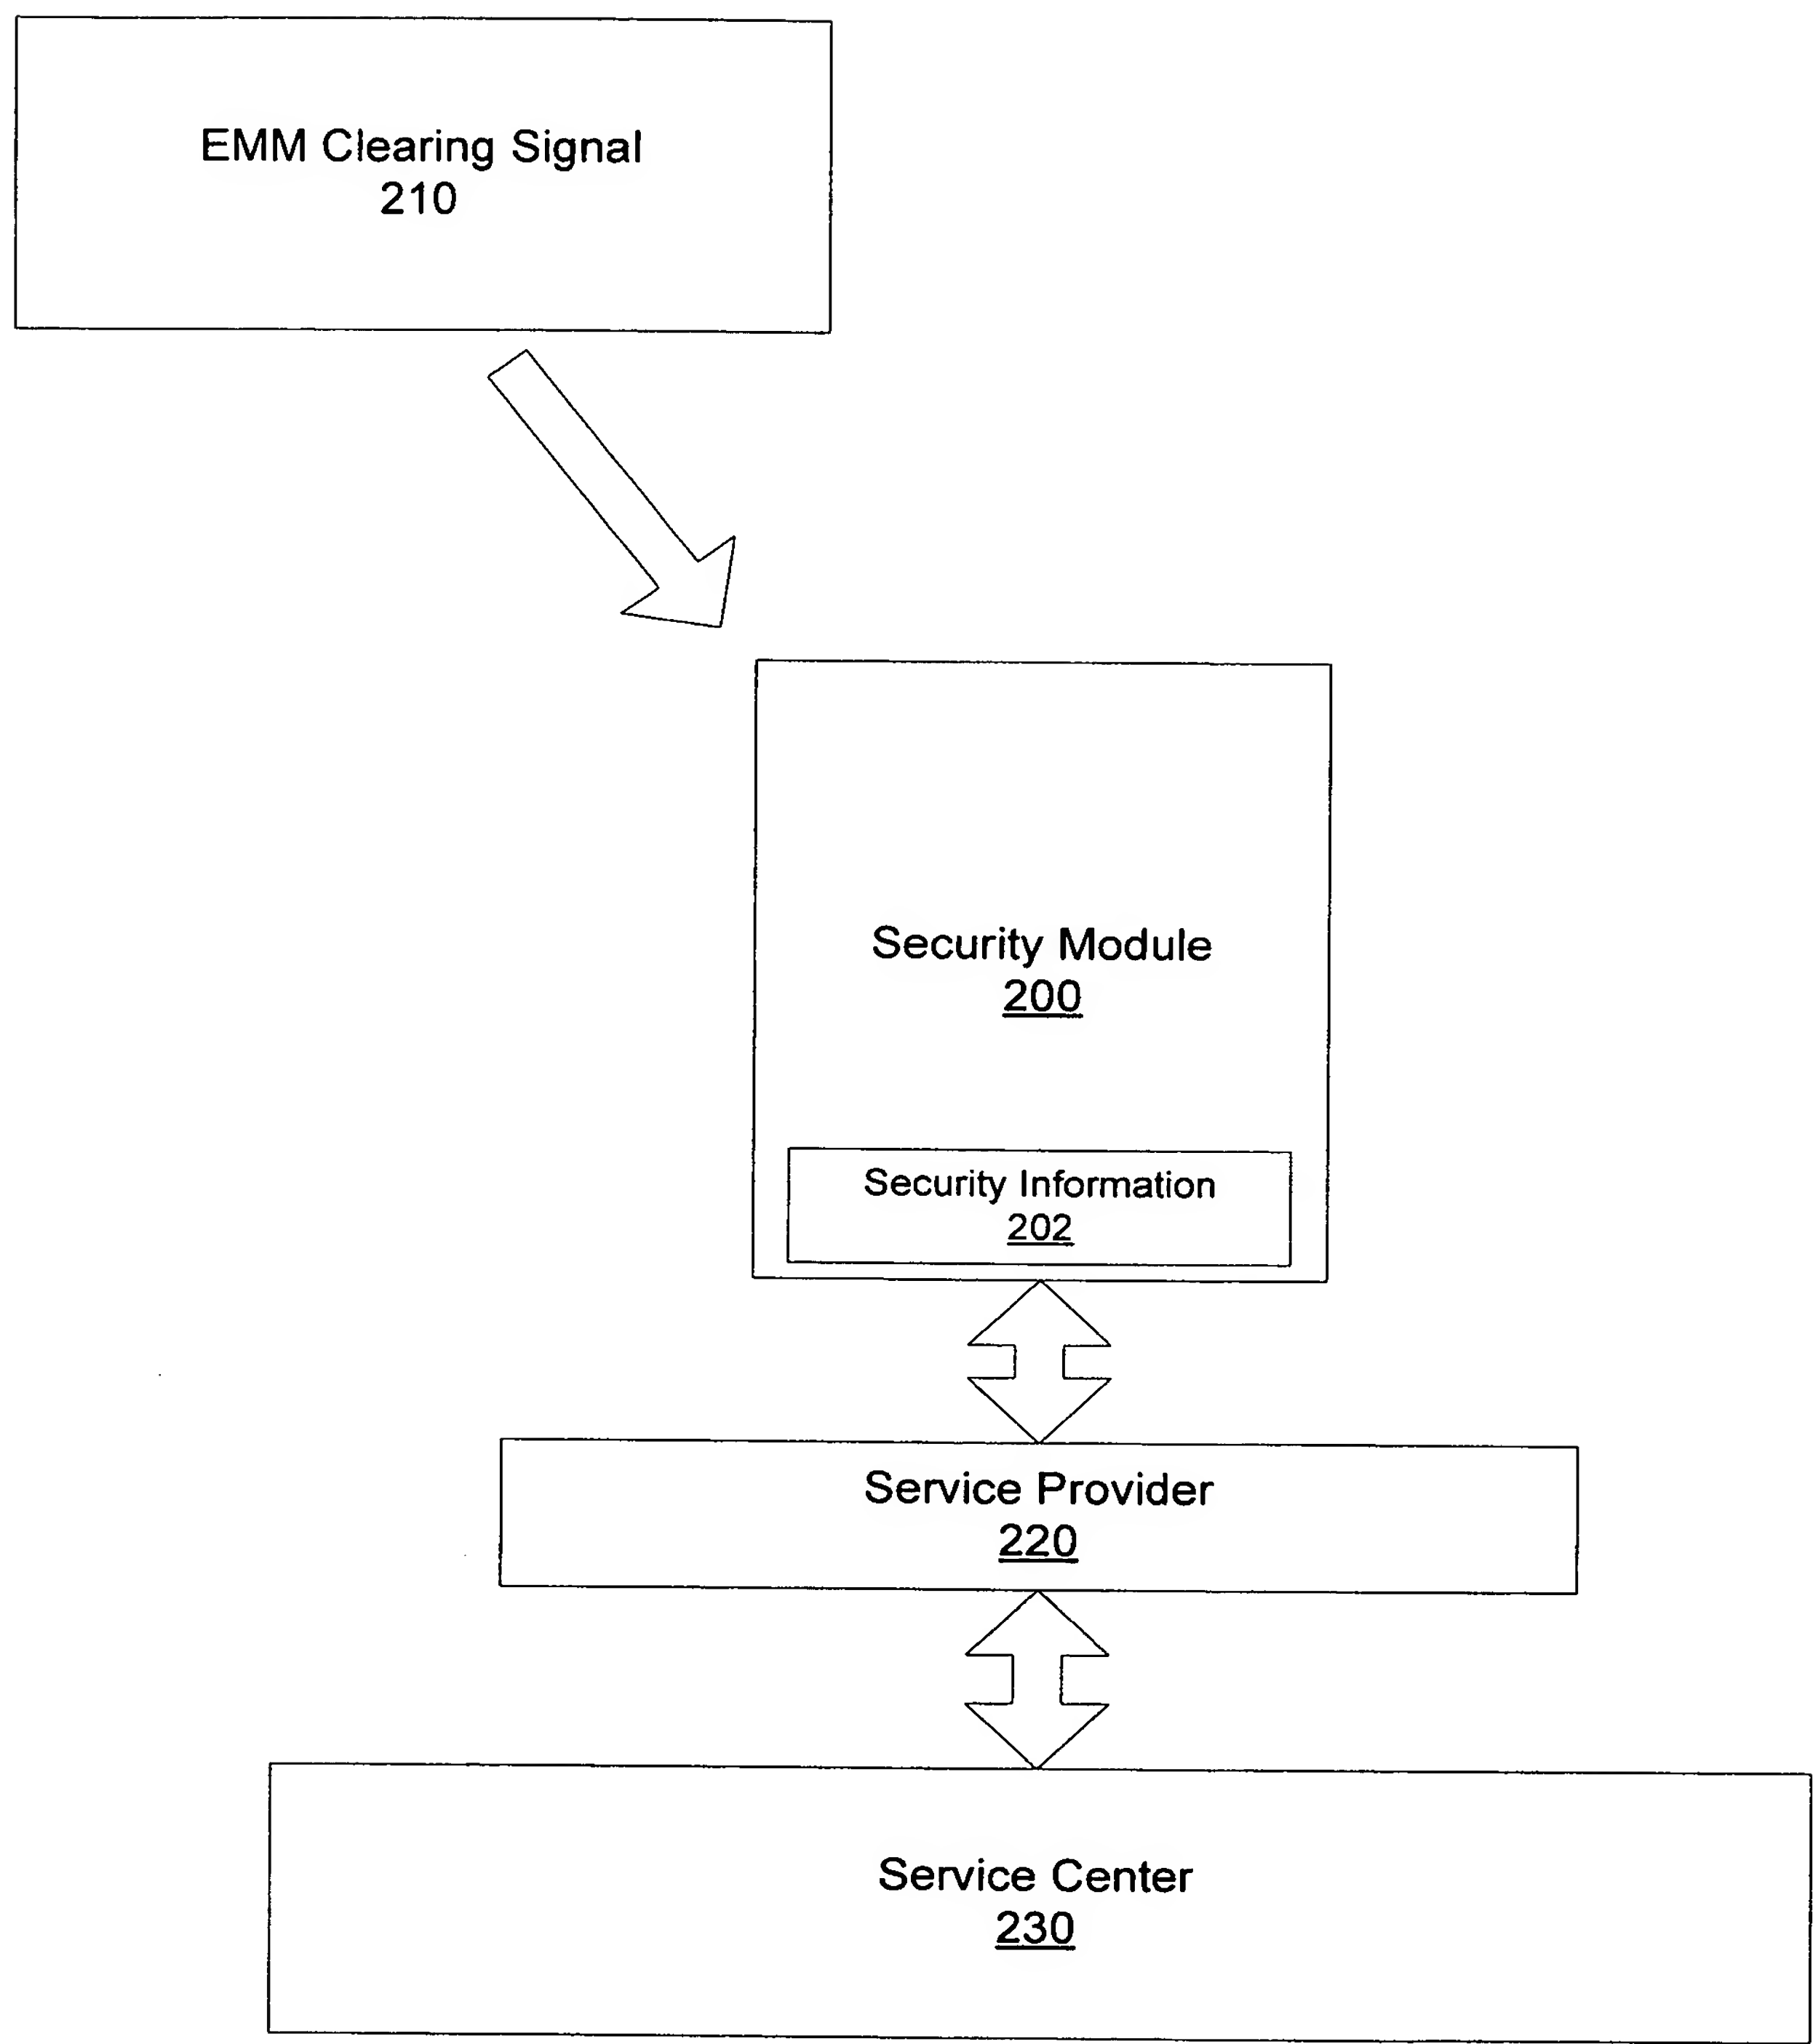 EMM Clearing Signal
210
Security Module
200
Security Information
202
Service Provider
220
Service Center
230